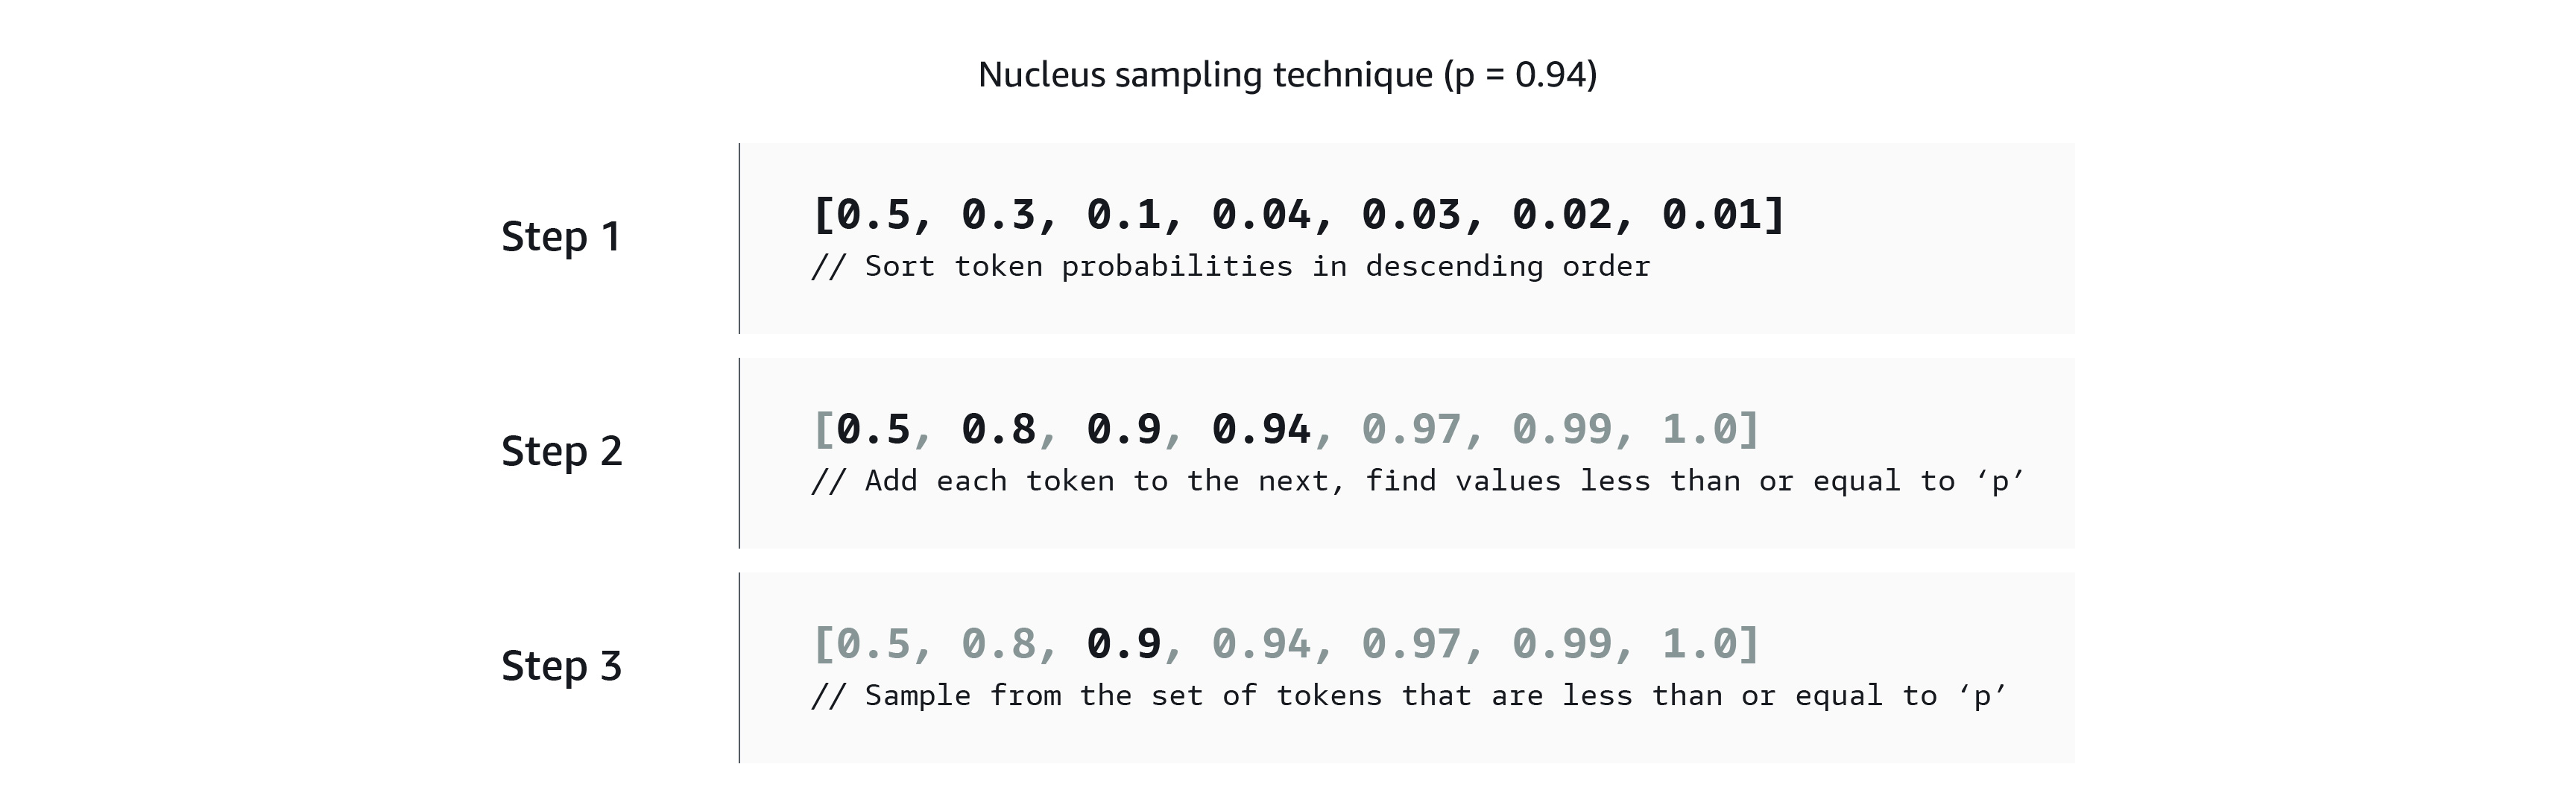 Nucleus sampling technique (p = 0.94)
Step 1
[0.5, 0.3, 0.1, 0.04, 0.03, 0.02, 0.01]
// Sort token probabilities in descending order
Step 2
[0.5, 0.8, 0.9, 0.94, 0.97, 0.99, 1.0]
// Add each token to the next, find values less than or equal to ‘p’
Step 3
[0.5, 0.8, 0.9, 0.94, 0.97, 0.99, 1.0]
// Sample from the set of tokens that are less than or equal to ‘p’